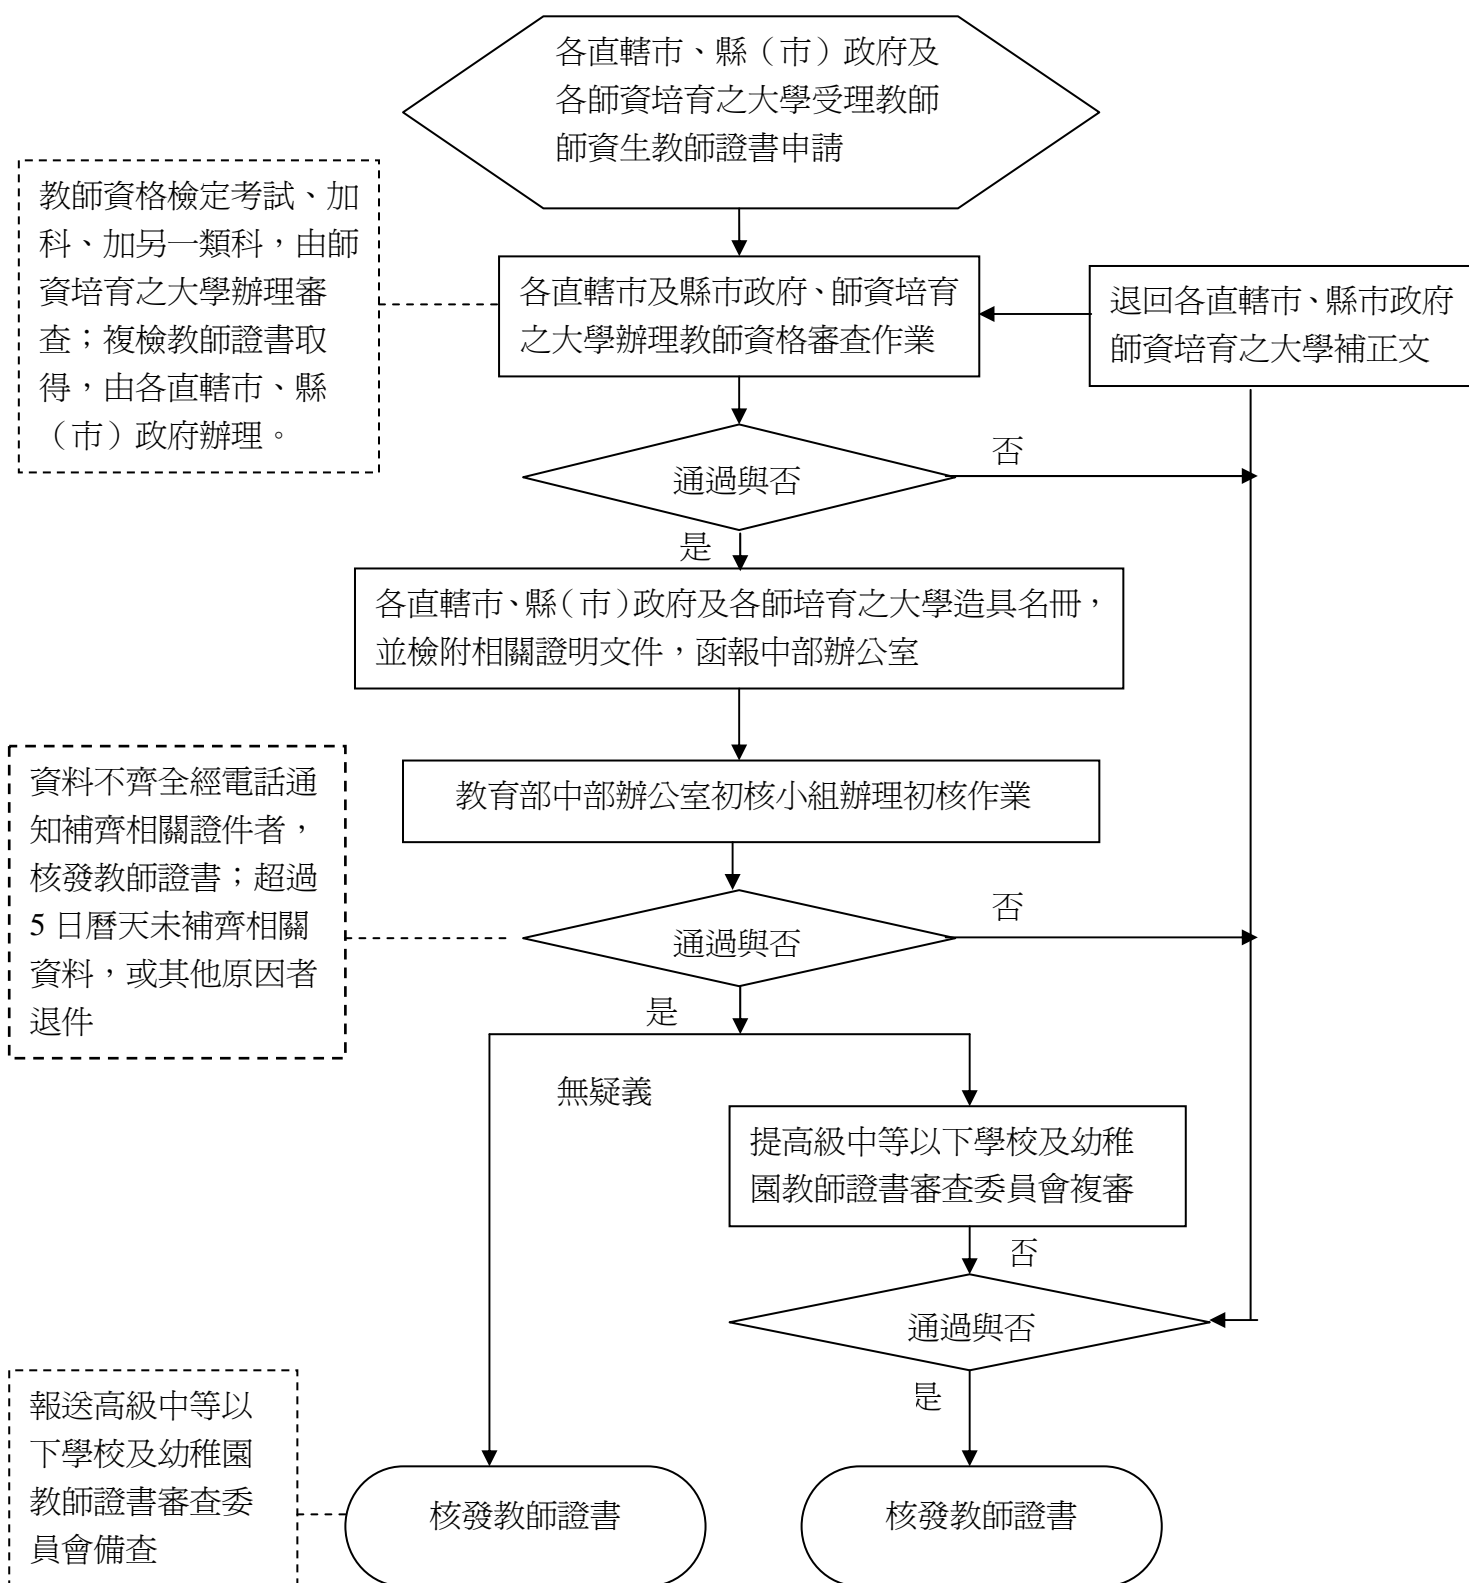 各直轄市、縣（市）政府及
各師資培育之大學受理教師
師資生教師證書申請
教師資格檢定考試、加
科、加另一類科，由師
資培育之大學辦理審
查；複檢教師證書取
得，由各直轄市、縣
（市）政府辦理。
各直轄市及縣市政府、師資培育
之大學辦理教師資格審查作業
退回各直轄市、縣市政府
師資培育之大學補正文
通過與否
否
是
各直轄市、縣（市）政府及各師培育之大學造具名冊，
並檢附相關證明文件，函報中部辦公室
教育部中部辦公室初核小組辦理初核作業
資料不齊全經電話通
知補齊相關證件者，
核發教師證書；超過
5 日曆天未補齊相關
資料，或其他原因者
退件
通過與否
否
是
無疑義
提高級中等以下學校及幼稚
園教師證書審查委員會複審
否
通過與否
是
報送高級中等以
下學校及幼稚園
教師證書審查委
員會備查
核發教師證書
核發教師證書